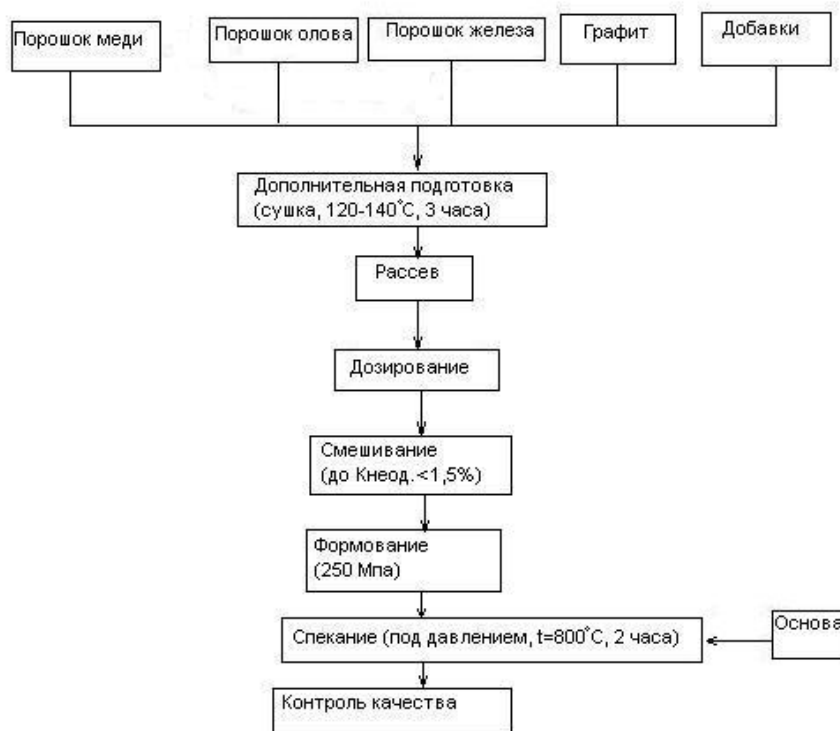 Порошок меди
Порошок олова
Порошок железа
Графит
Добавки
Дополнительная подготовка
(сушка, 120-140°С, 3 часа)
Рассев
Дозирование
Смешивание
(до Кнеод.<1,5%)
Формование
(250 Мпа)
Спекание (под давлением, t=800°С, 2 часа)
Основа
Контроль качества